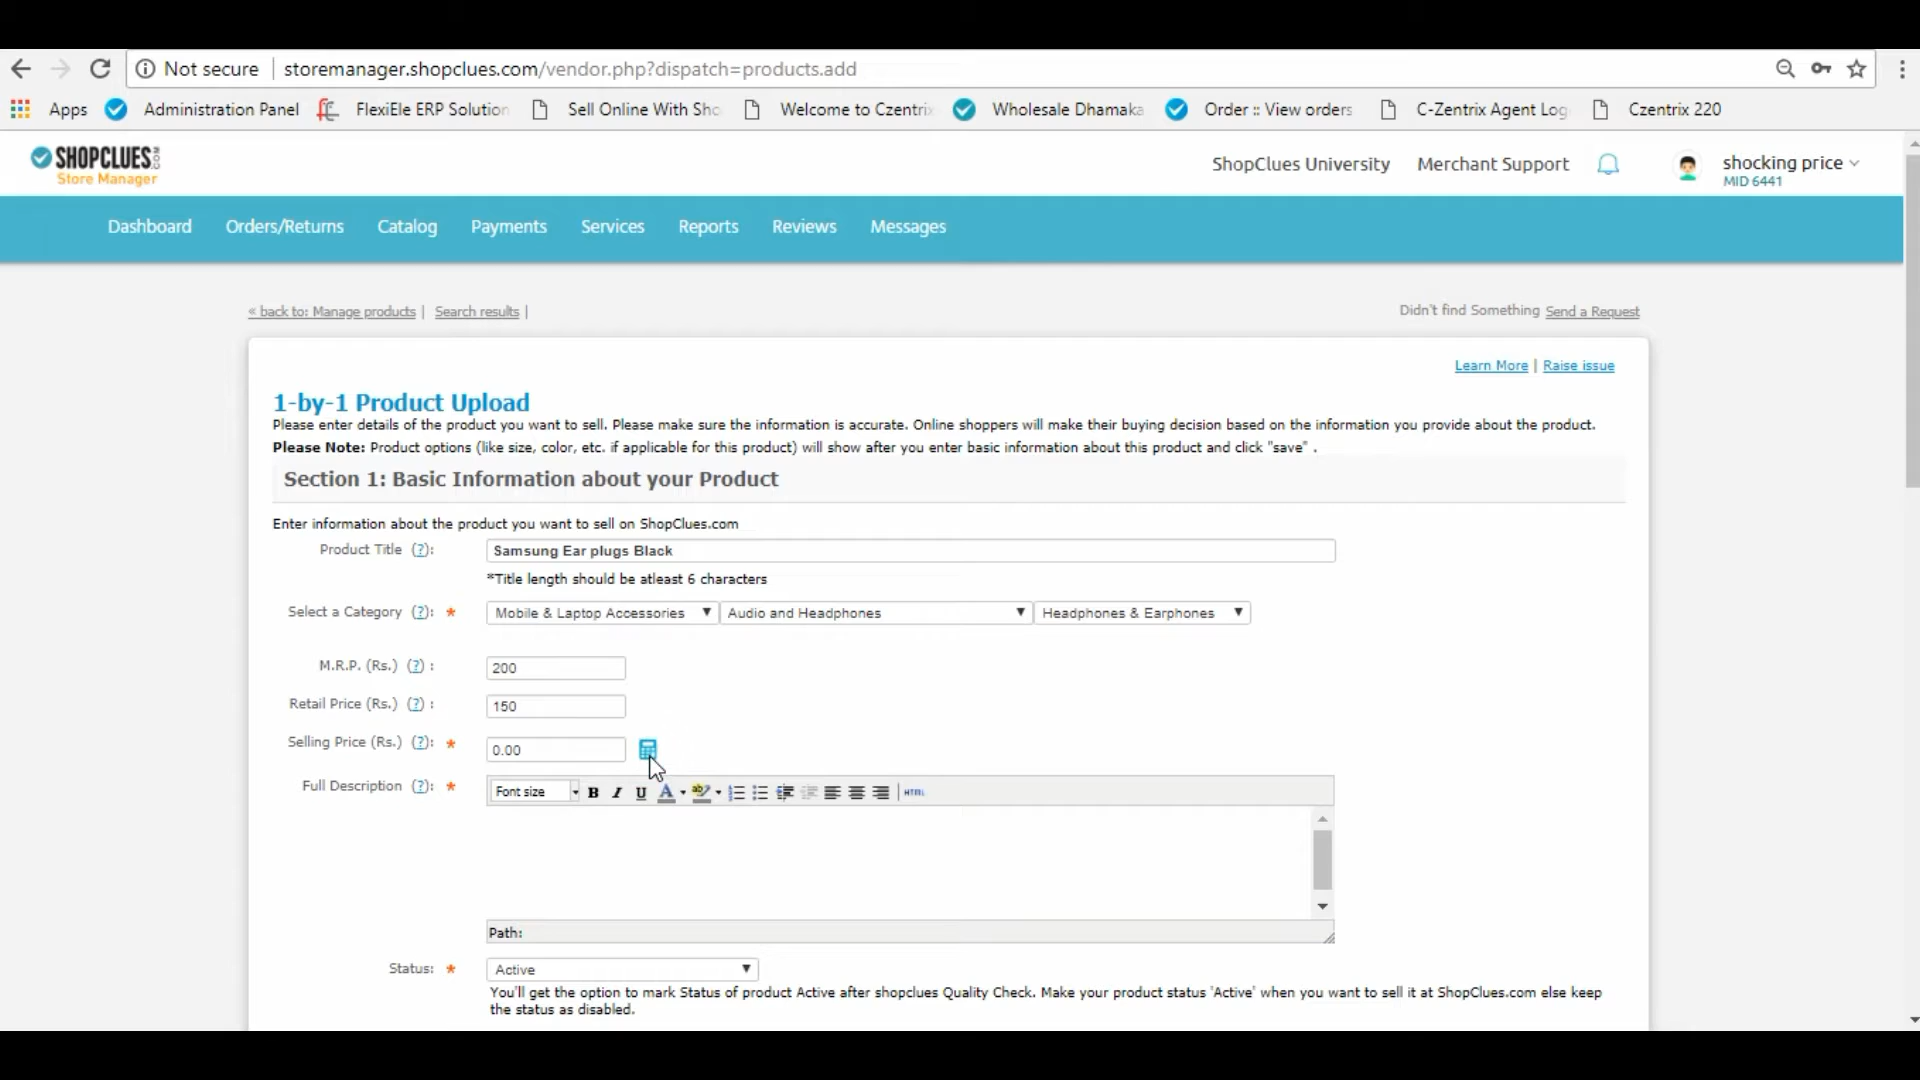 Not secure storemanager.shopclues.com/vendor.php?dispatch=products.add
Apps Administration Panel FlexiEle ERP Solution Sell Online With Sho Welcome to Czentrix Wholesale Dhamaka Order :: View orders C-Zentrix Agent Log Czentrix 220
SHOPCLUES.COM
Store Manager
ShopClues University Merchant Support shocking price
MID 6441
Dashboard Orders/Returns Catalog Payments Services Reports Reviews Messages
« back to: Manage products | Search results |
Didn't find Something Send a Request
Learn More | Raise issue
1-by-1 Product Upload
Please enter details of the product you want to sell. Please make sure the information is accurate. Online shoppers will make their buying decision based on the information you provide about the product.
Please Note: Product options (like size, color, etc. if applicable for this product) will show after you enter basic information about this product and click "save" .
Section 1: Basic Information about your Product
Enter information about the product you want to sell on ShopClues.com
Product Title (?): Samsung Ear plugs Black
*Title length should be atleast 6 characters
Select a Category (?): * Mobile & Laptop Accessories Audio and Headphones Headphones & Earphones
M.R.P. (Rs.) (?) : 200
Retail Price (Rs.) (?) : 150
Selling Price (Rs.) (?): * 0.00
Full Description (?): * Font size B I U A ab HTML
Path:
Status: * Active
You'll get the option to mark Status of product Active after shopclues Quality Check. Make your product status 'Active' when you want to sell it at ShopClues.com else keep
the status as disabled.